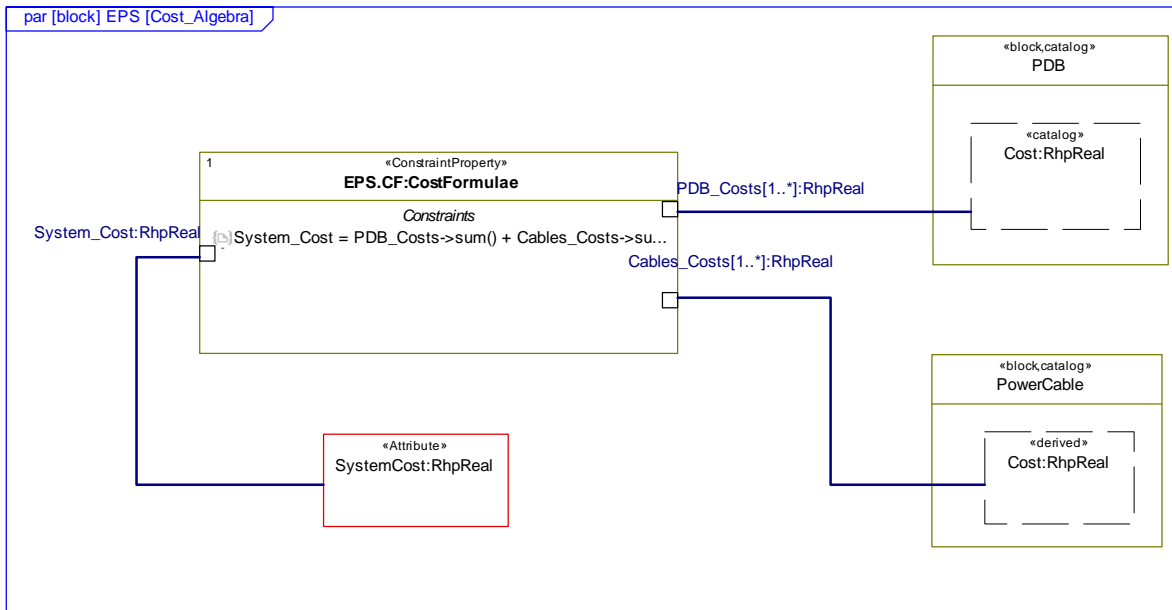 par [block] EPS [Cost_Algebra]
«block,catalog»
PDB
«catalog»
Cost:RhpReal
1
«ConstraintProperty»
EPS.CF:CostFormulae
PDB_Costs[1..*]:RhpReal
Constraints
System_Cost:RhpReal
System_Cost = PDB_Costs->sum() + Cables_Costs->su...
Cables_Costs[1..*]:RhpReal
«block,catalog»
PowerCable
«derived»
Cost:RhpReal
«Attribute»
SystemCost:RhpReal